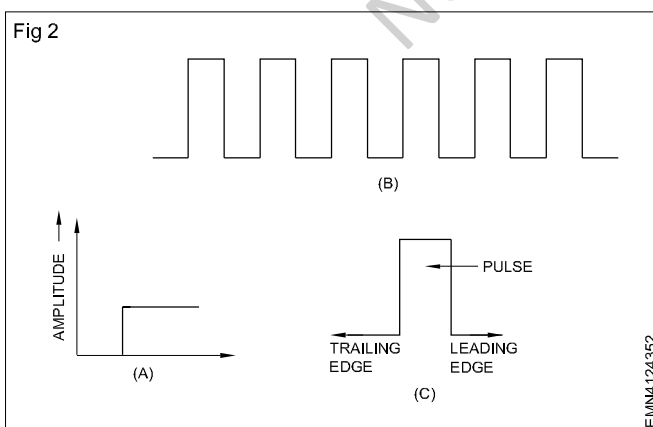 Fig 2
(B)
AMPLITUDE
(A)
PULSE
TRAILING
EDGE
LEADING
EDGE
(C)
EMN4124352